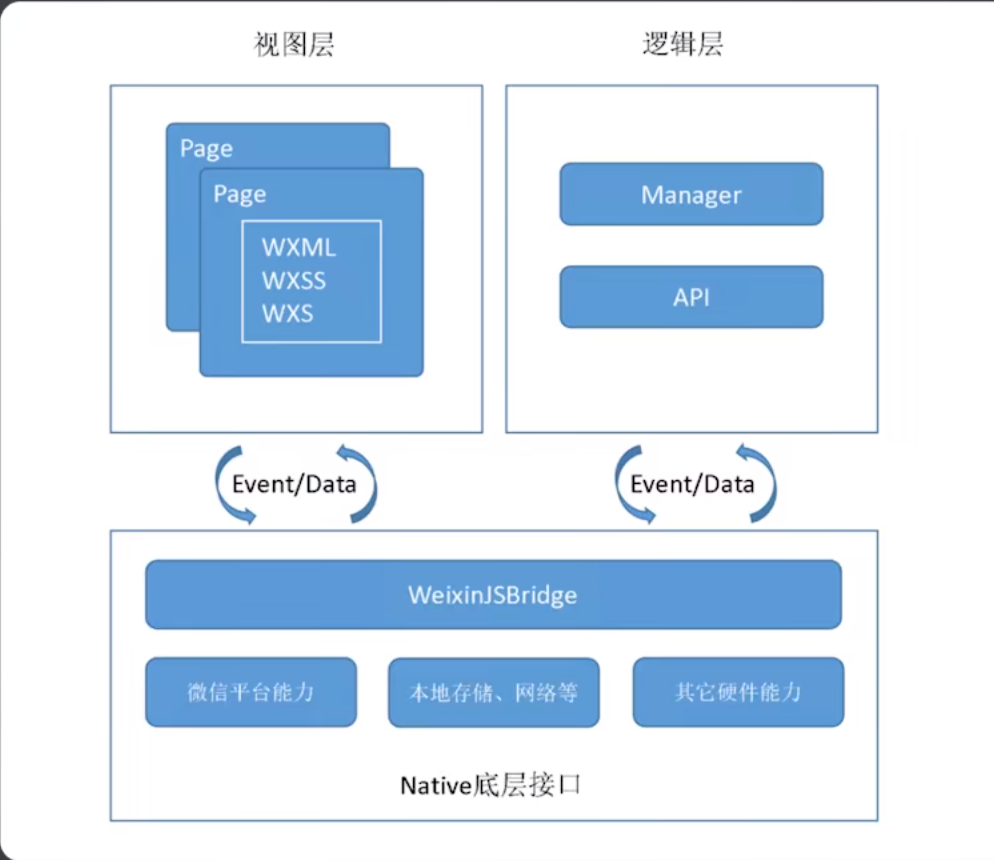 视图层
逻辑层
Page
Page
WXML
WXSS
WXS
Manager
API
Event/Data
Event/Data
WeixinJSBridge
微信平台能力
本地存储、网络等
其它硬件能力
Native底层接口